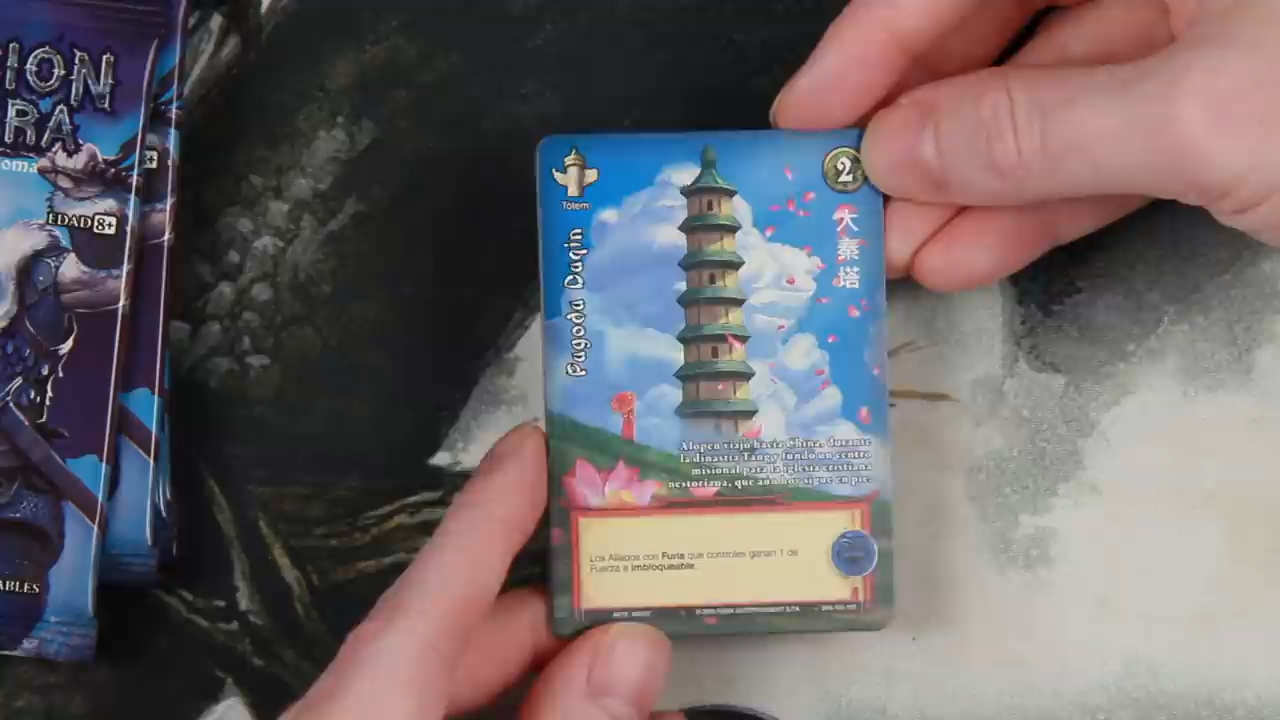 ION
RA
oma
EDAD 8+
ABLES
Tótem
2
Pagoda Daqin
大秦塔
Alopen viajó hacia China, durante
la dinastía Tang y fundó un centro
misional para la iglesia cristiana
nestoriana, que aún hoy sigue en pie.
Los Aliados con Furia que controles ganan 1 de
Fuerza e imbloqueable.